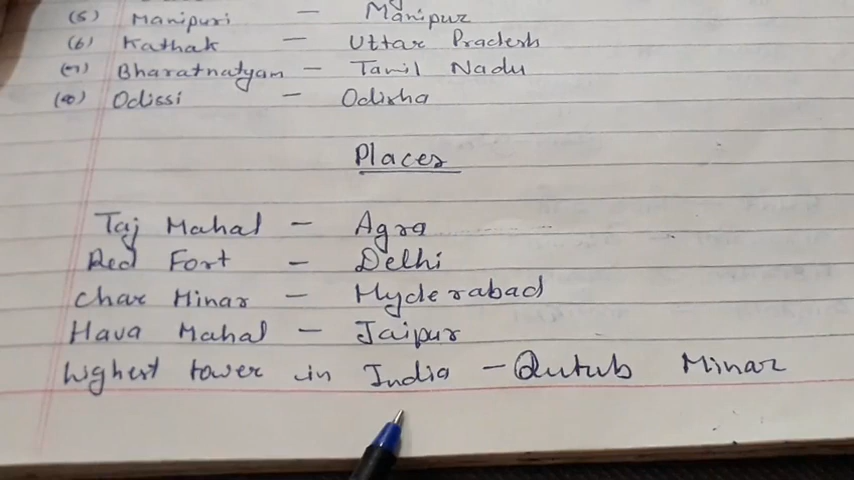 (5) Manipuri - Manipur
(6) Kathak - Uttar Pradesh
(7) Bharatnatyam - Tamil Nadu
(8) Odissi - Odisha
Places
Taj Mahal - Agra
Red Fort - Delhi
Char Minar - Hyderabad
Hava Mahal - Jaipur
highest tower in India - Qutub Minar